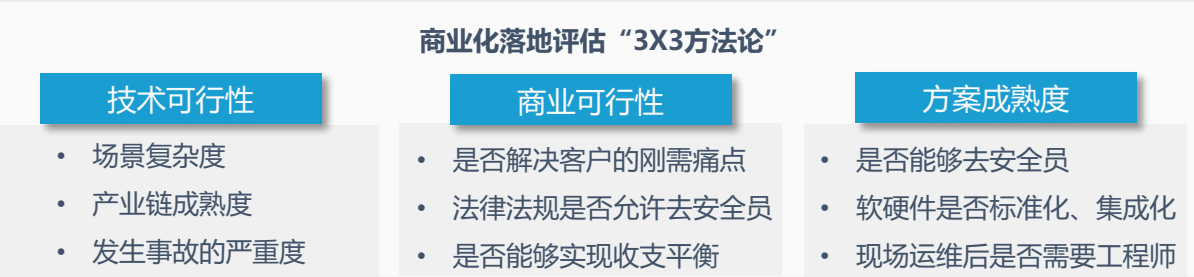 商业化落地评估“3X3方法论”
技术可行性
• 场景复杂度
• 产业链成熟度
• 发生事故的严重度
商业可行性
• 是否解决客户的刚需痛点
• 法律法规是否允许去安全员
• 是否能够实现收支平衡
方案成熟度
• 是否能够去安全员
• 软硬件是否标准化、集成化
• 现场运维后是否需要工程师